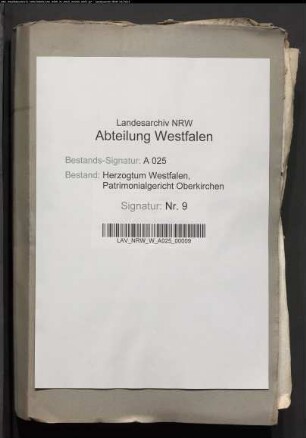 Landesarchiv NRW
Abteilung Westfalen
Bestands-Signatur: A 025
Bestand: Herzogtum Westfalen,
Patrimonialgericht Oberkirchen
Signatur: Nr. 9
LAV_NRW_W_A025_00009